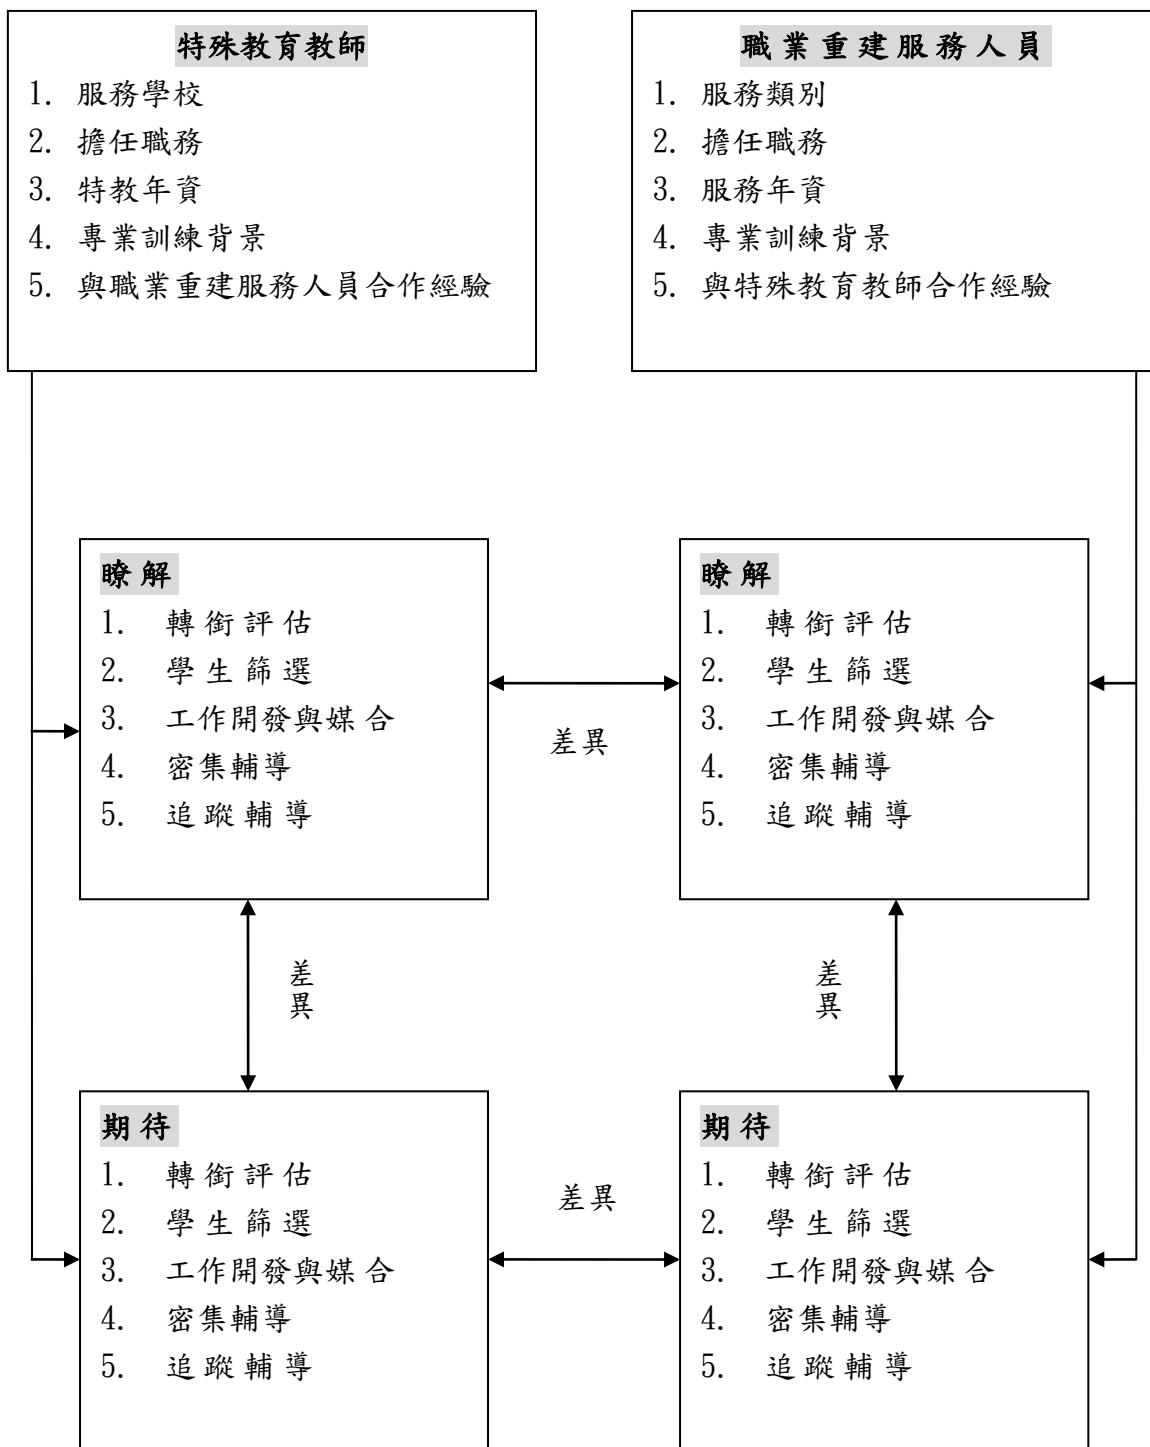 特殊教育教師
1. 服務學校
2. 擔任職務
3. 特教年資
4. 專業訓練背景
5. 與職業重建服務人員合作經驗
職業重建服務人員
1. 服務類別
2. 擔任職務
3. 服務年資
4. 專業訓練背景
5. 與特殊教育教師合作經驗
瞭解
1. 轉銜評估
2. 學生篩選
3. 工作開發與媒合
4. 密集輔導
5. 追蹤輔導
差異
瞭解
1. 轉銜評估
2. 學生篩選
3. 工作開發與媒合
4. 密集輔導
5. 追蹤輔導
差異
差異
期待
1. 轉銜評估
2. 學生篩選
3. 工作開發與媒合
4. 密集輔導
5. 追蹤輔導
差異
期待
1. 轉銜評估
2. 學生篩選
3. 工作開發與媒合
4. 密集輔導
5. 追蹤輔導